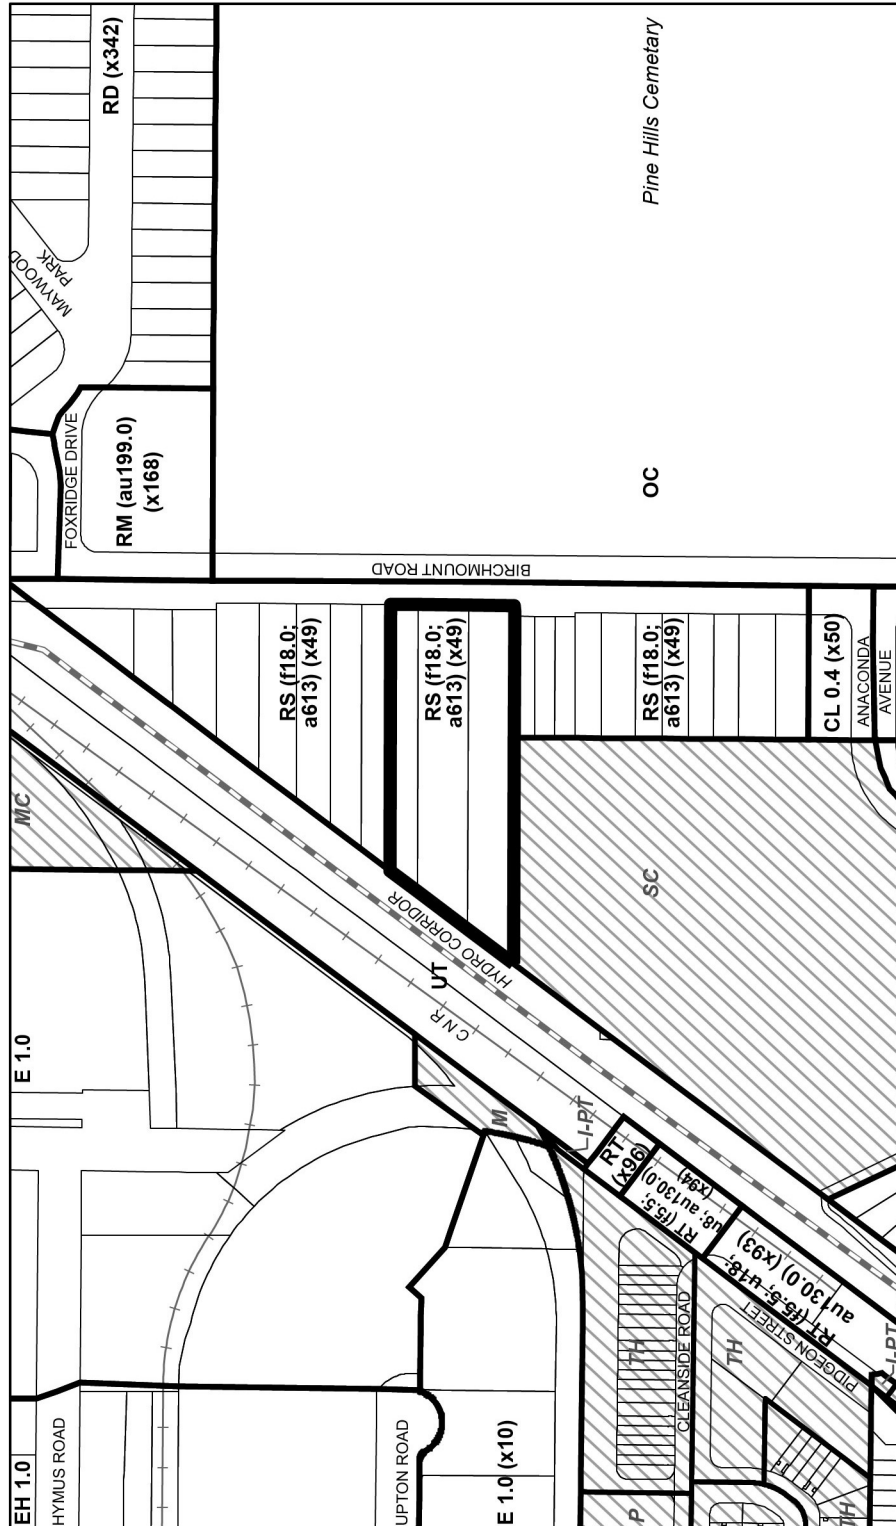 RD (x342)
MAYWOOD
PARK
Pine Hills Cemetary
FOXRIDGE DRIVE
RM (au199.0)
(x168)
OC
BIRCHMOUNT ROAD
RS (f18.0;
a613) (x49)
RS (f18.0;
a613) (x49)
RS (f18.0;
a613) (x49)
CL 0.4 (x50)
ANACONDA
AVENUE
MC
SC
HYDRO CORRIDOR
UT
C N R
E 1.0
M
I-PT
RT
(x96)
RT (f5.5;
u8; au130.0)
(x94)
RT (f5.5; u18;
au130.0) (x93)
PIDGEON STREET
I-PT
TH
CLEANSIDE ROAD
TH
EH 1.0
HYMUS ROAD
UPTON ROAD
E 1.0 (x10)
P
TH